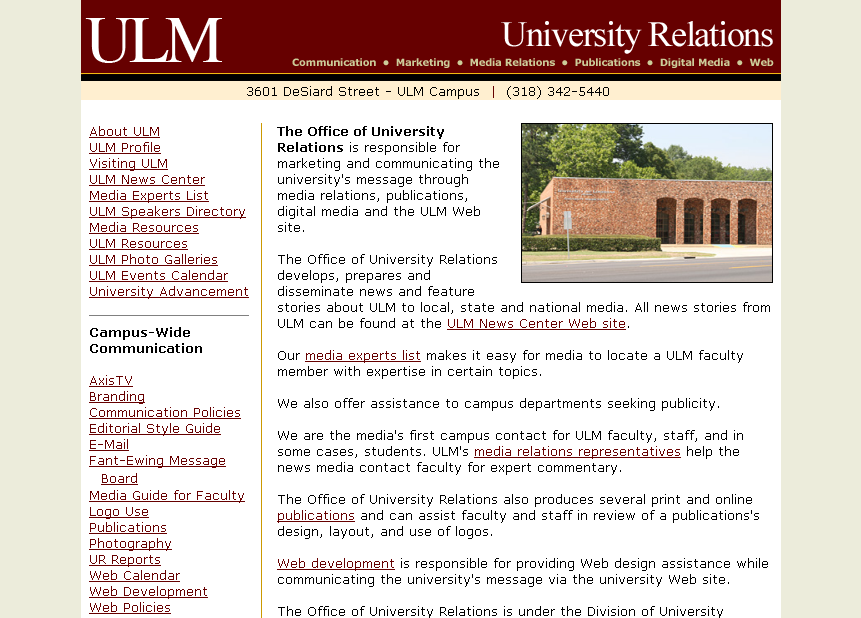 ULM
University Relations
Communication ● Marketing ● Media Relations ● Publications ● Digital Media ● Web
3601 DeSiard Street - ULM Campus | (318) 342-5440
About ULM
ULM Profile
Visiting ULM
ULM News Center
Media Experts List
ULM Speakers Directory
Media Resources
ULM Resources
ULM Photo Galleries
ULM Events Calendar
University Advancement
Campus-Wide
Communication
AxisTV
Branding
Communication Policies
Editorial Style Guide
E-Mail
Fant-Ewing Message
Board
Media Guide for Faculty
Logo Use
Publications
Photography
UR Reports
Web Calendar
Web Development
Web Policies
The Office of University
Relations is responsible for
marketing and communicating the
university's message through
media relations, publications,
digital media and the ULM Web
site.
The Office of University Relations
develops, prepares and
disseminate news and feature
stories about ULM to local, state and national media. All news stories from
ULM can be found at the ULM News Center Web site.
Our media experts list makes it easy for media to locate a ULM faculty
member with expertise in certain topics.
We also offer assistance to campus departments seeking publicity.
We are the media's first campus contact for ULM faculty, staff, and in
some cases, students. ULM's media relations representatives help the
news media contact faculty for expert commentary.
The Office of University Relations also produces several print and online
publications and can assist faculty and staff in review of a publications's
design, layout, and use of logos.
Web development is responsible for providing Web design assistance while
communicating the university's message via the university Web site.
The Office of University Relations is under the Division of University